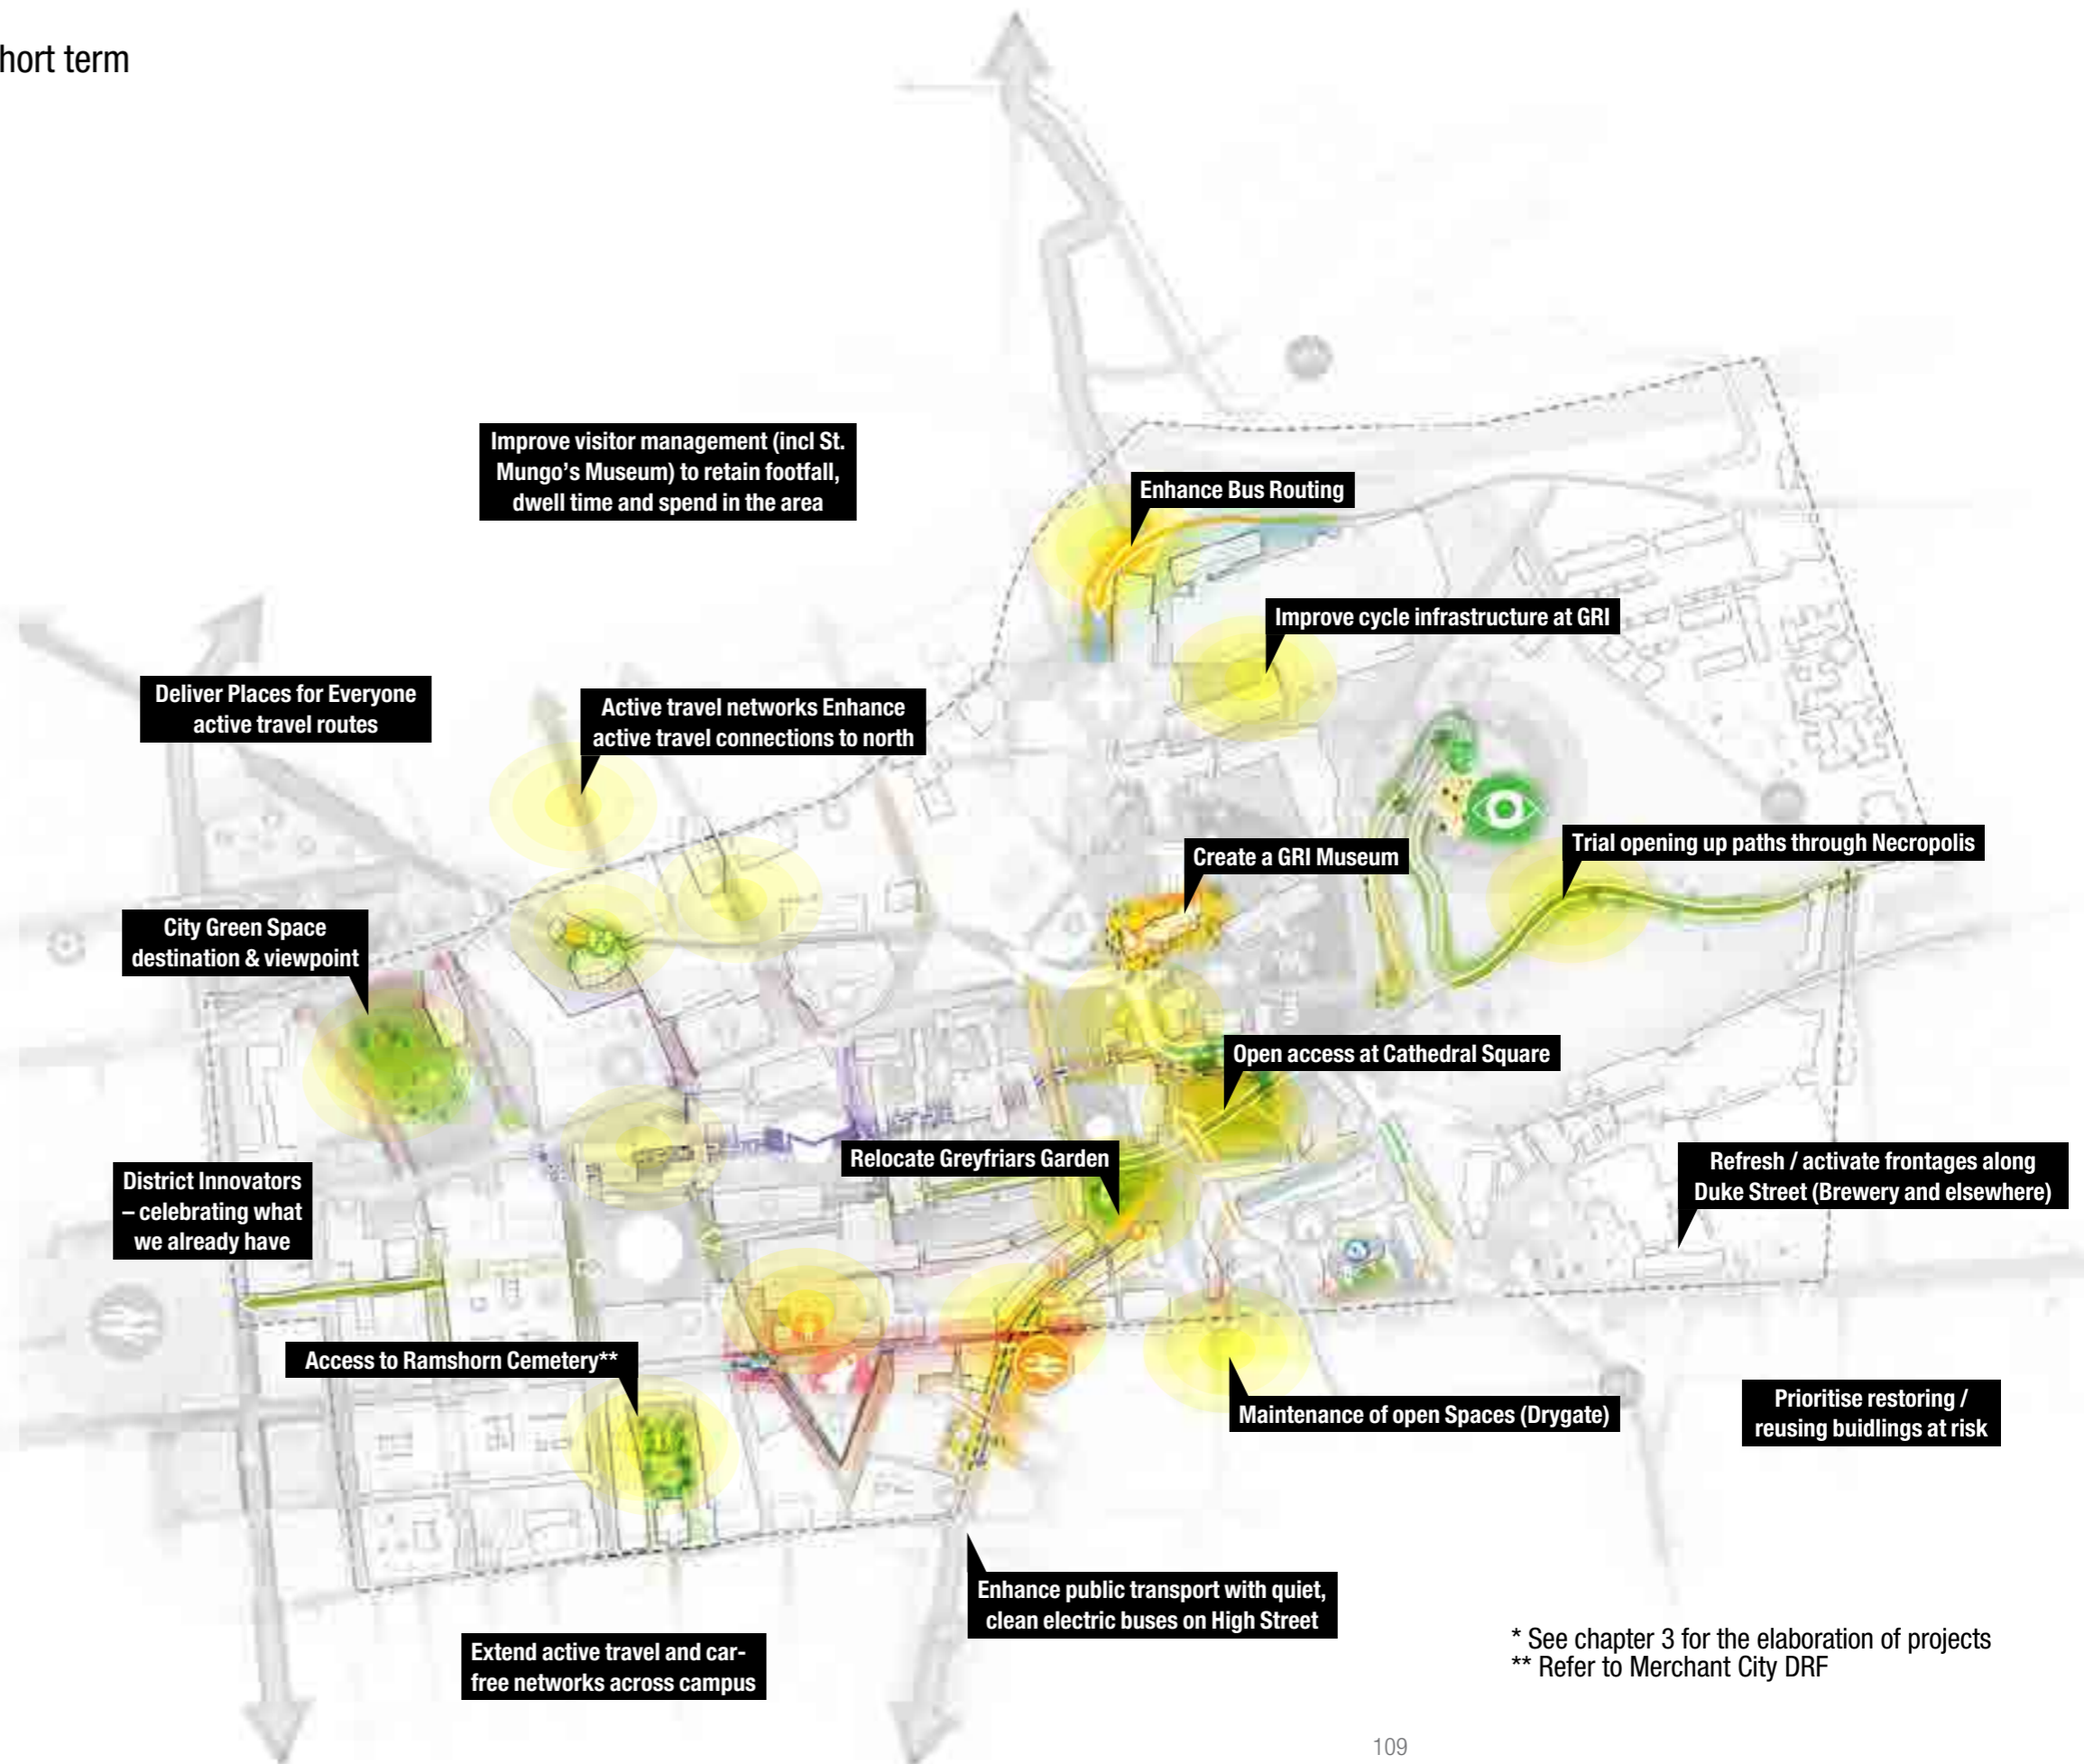 hort term
Improve visitor management (incl St.
Mungo's Museum) to retain footfall,
dwell time and spend in the area
Enhance Bus Routing
Improve cycle infrastructure at GRI
Deliver Places for Everyone
active travel routes
Active travel networks Enhance
active travel connections to north
Trial opening up paths through Necropolis
Create a GRI Museum
City Green Space
destination & viewpoint
Open access at Cathedral Square
Relocate Greyfriars Garden
Refresh / activate frontages along
Duke Street (Brewery and elsewhere)
District Innovators
– celebrating what
we already have
Access to Ramshorn Cemetery**
Maintenance of open Spaces (Drygate)
Prioritise restoring /
reusing buidlings at risk
Enhance public transport with quiet,
clean electric buses on High Street
Extend active travel and car-
free networks across campus
* See chapter 3 for the elaboration of projects
** Refer to Merchant City DRF
109